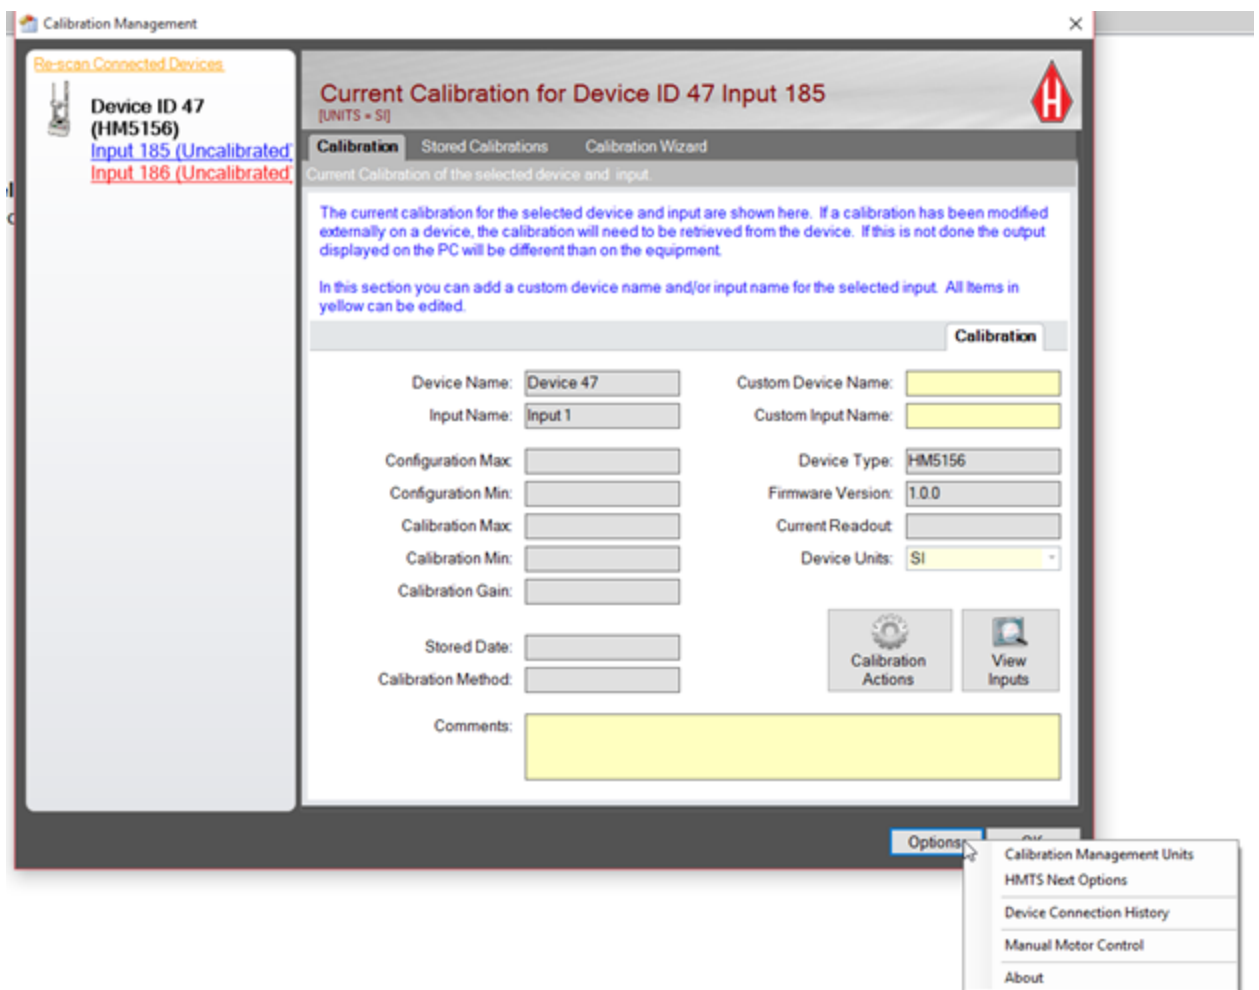 Calibration Management
Re-scan Connected Devices
Device ID 47
(HM5156)
Input 185 (Uncalibrated)
Input 186 (Uncalibrated)
Current Calibration for Device ID 47 Input 185
[UNITS = SI]
Calibration Stored Calibrations Calibration Wizard
Current Calibration of the selected device and input.
The current calibration for the selected device and input are shown here. If a calibration has been modified
externally on a device, the calibration will need to be retrieved from the device. If this is not done the output
displayed on the PC will be different than on the equipment.
In this section you can add a custom device name and/or input name for the selected input. All Items in
yellow can be edited.
Calibration
Device Name: Device 47 Custom Device Name:
Input Name: Input 1 Custom Input Name:
Configuration Max: Device Type: HM5156
Configuration Min: Firmware Version: 1.0.0
Calibration Max: Current Readout:
Calibration Min: Device Units: SI
Calibration Gain:
Stored Date:
Calibration Method:
Calibration
Actions
View
Inputs
Comments:
Options OK
Calibration Management Units
HMTS Next Options
Device Connection History
Manual Motor Control
About